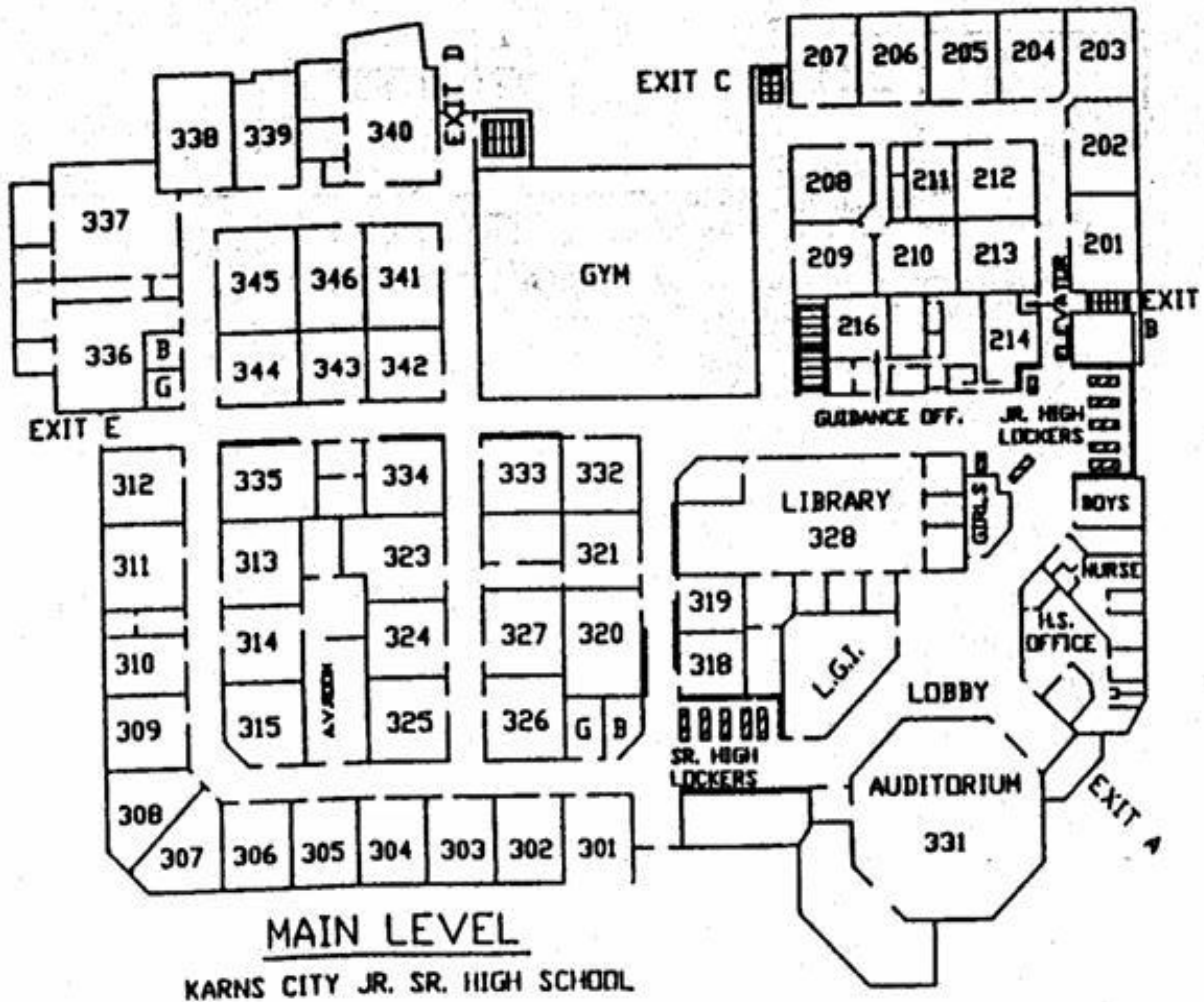 207 206 205 204 203
EXIT C
EXIT D
338 339 340
202
208 211 212
337
345 346 341
GYM
209 210 213 201
ELEVATOR
EXIT
B
216 214
336
B
G
344 343 342
EXIT E
GUIDANCE OFF.
JR. HIGH
LOCKERS
312 335 334 333 332
LIBRARY
328
GIRLS
BOYS
311 313 323 321
NURSE
319
H.S.
OFFICE
310 314 324 327 320
318
L.G.I.
LOBBY
309 315 325 326
G B
SR. HIGH
LOCKERS
AUDITORIUM
331
EXIT A
308
307 306 305 304 303 302 301
MAIN LEVEL
KARNS CITY JR. SR. HIGH SCHOOL